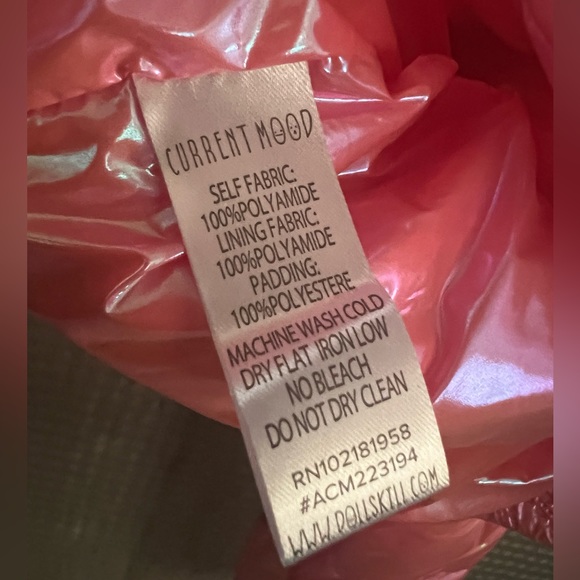 CURRENT MOOD
SELF FABRIC:
100%POLYAMIDE
LINING FABRIC:
100%POLYAMIDE
PADDING:
100%POLYESTERE
MACHINE WASH COLD
DRY FLAT IRON LOW
NO BLEACH
DO NOT DRY CLEAN
RN102181958
#ACM223194
WWW.DOLLSKILL.COM